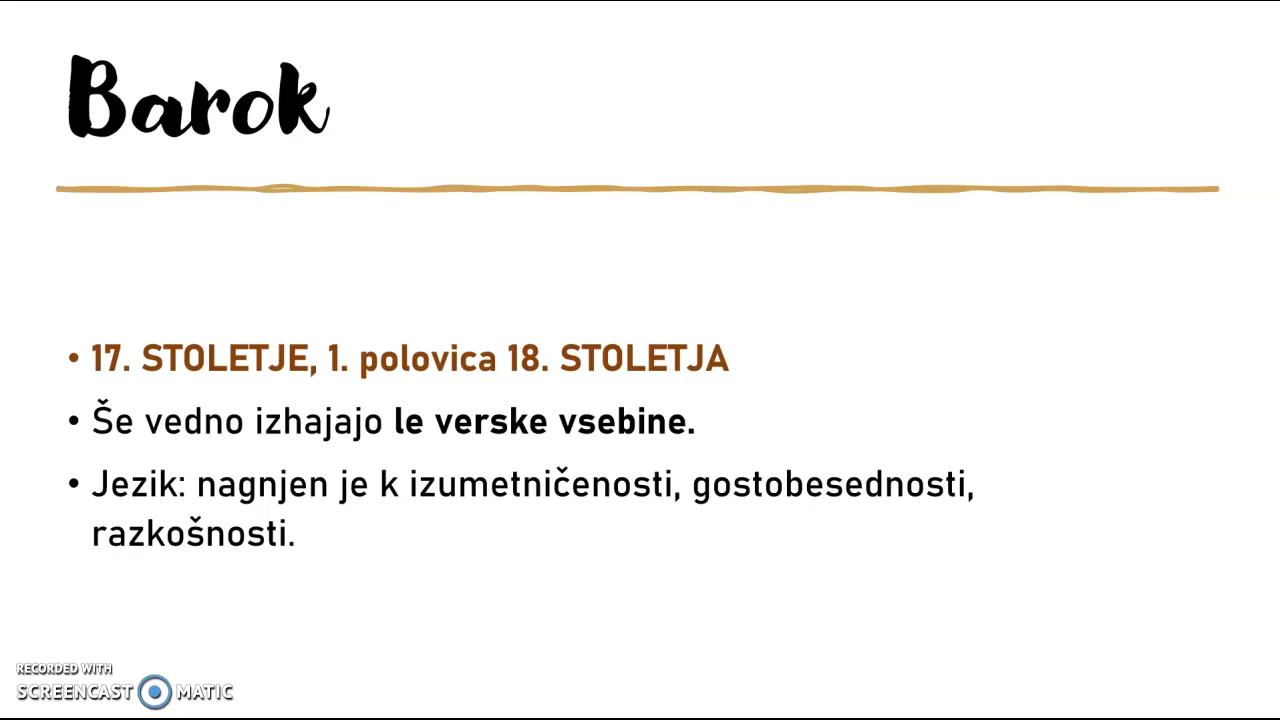 Barok
• 17. STOLETJE, 1. polovica 18. STOLETJA
• Še vedno izhajajo le verske vsebine.
• Jezik: nagnjen je k izumetničenosti, gostobesednosti,
razkošnosti.
RECORDED WITH
SCREENCAST MATIC